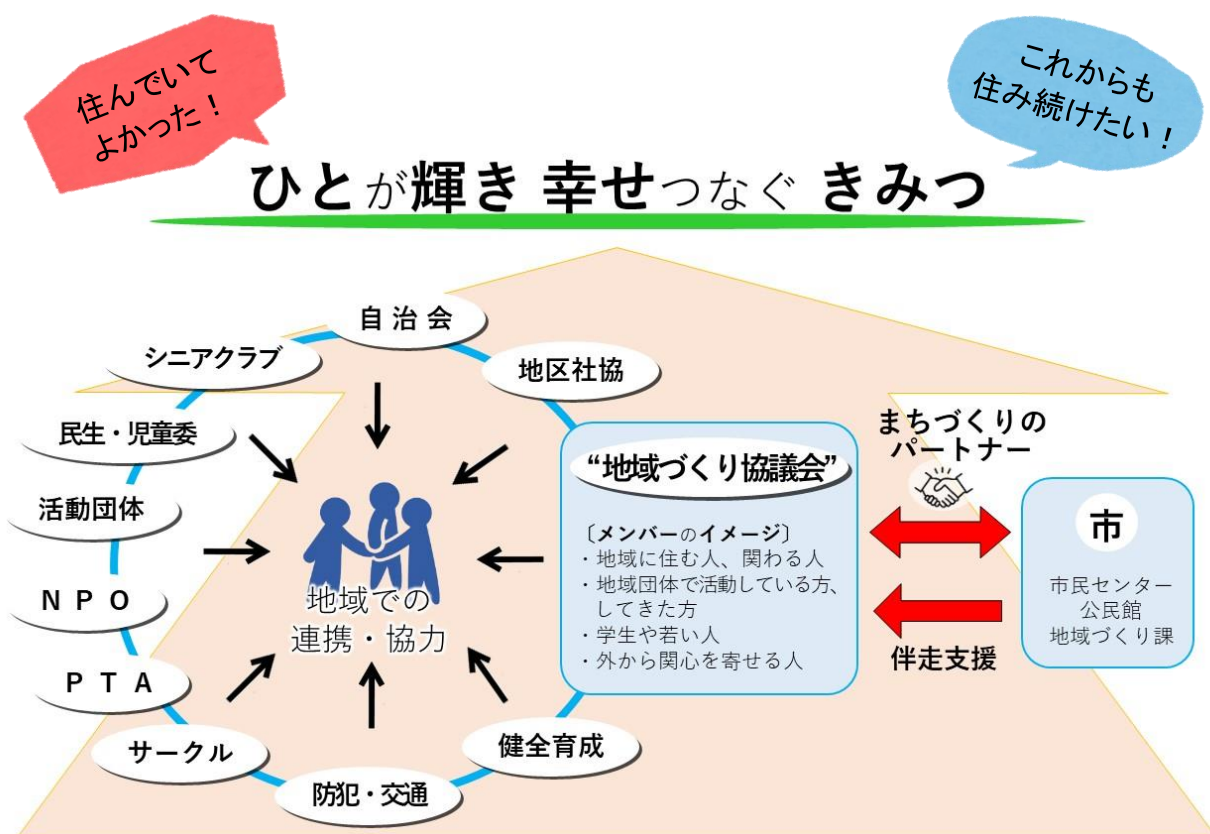 住んでいて
よかった！
これからも
住み続けたい！
ひとが輝き 幸せつなぐ きみつ
自治会
シニアクラブ
地区社協
民生・児童委
活動団体
NPO
PTA
サークル
防犯・交通
健全育成
地域での
連携・協力
“地域づくり協議会”
〔メンバーのイメージ〕
・地域に住む人、関わる人
・地域団体で活動している方、
してきた方
・学生や若い人
・外から関心を寄せる人
まちづくりの
パートナー
伴走支援
市
市民センター
公民館
地域づくり課